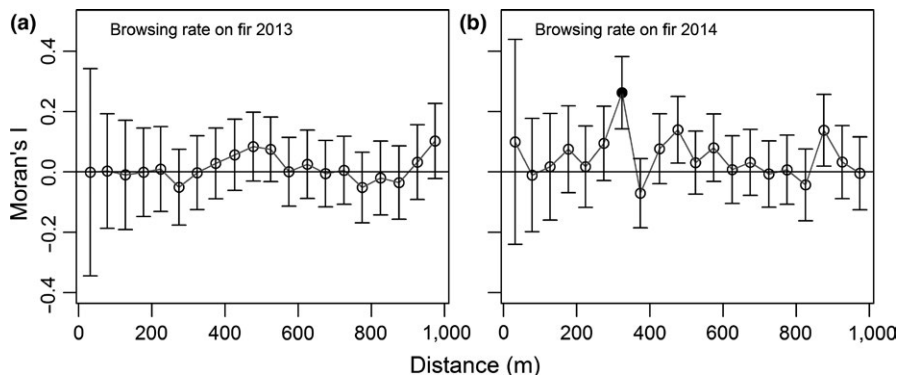 (a) Browsing rate on fir 2013
(b) Browsing rate on fir 2014
Moran's I
0.4
0.2
0.0
−0.2
−0.4
0 200 400 600 800 1,000
0 200 400 600 800 1,000
Distance (m)